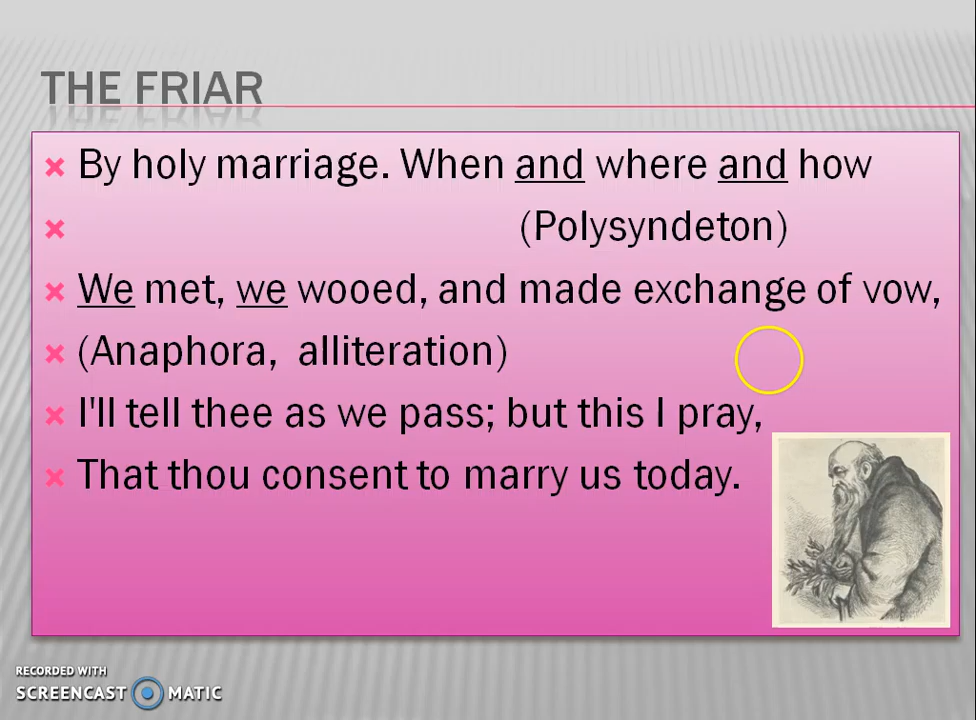 THE FRIAR
By holy marriage. When and where and how
(Polysyndeton)
We met, we wooed, and made exchange of vow,
(Anaphora, alliteration)
I'll tell thee as we pass; but this I pray,
That thou consent to marry us today.
RECORDED WITH
SCREENCAST MATIC